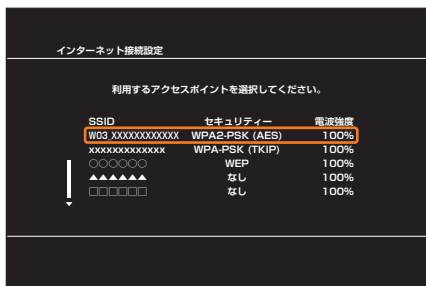 インターネット接続設定
利用するアクセスポイントを選択してください。
SSID セキュリティー 電波強度
W03_XXXXXXXXXXXX WPA2-PSK (AES) 100%
xxxxxxxxxxxxx WPA-PSK (TKIP) 100%
○○○○○○ WEP 100%
▲▲▲▲▲▲ なし 100%
□□□□□□ なし 100%